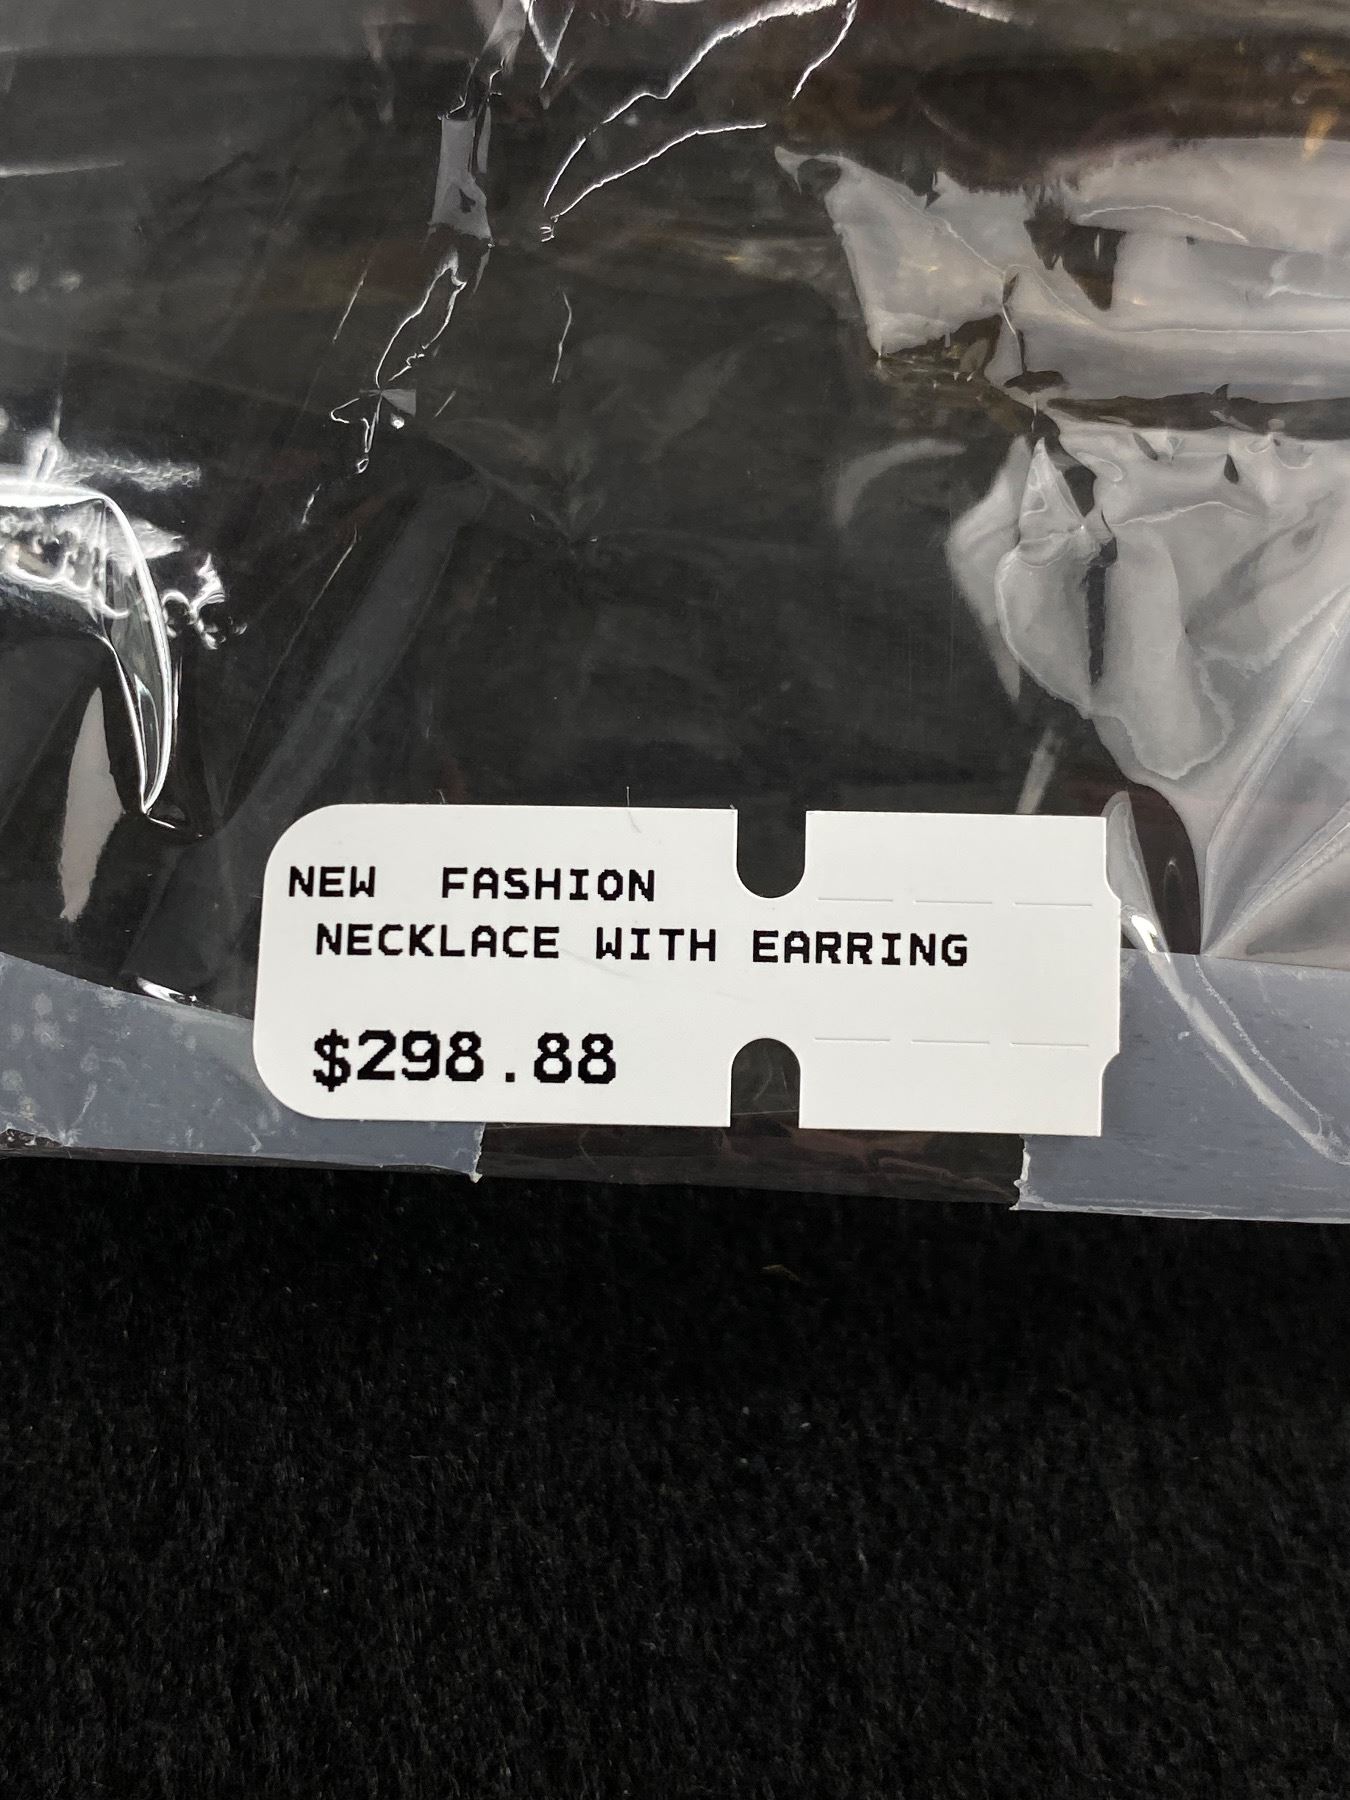 NEW FASHION
NECKLACE WITH EARRING
$298.88